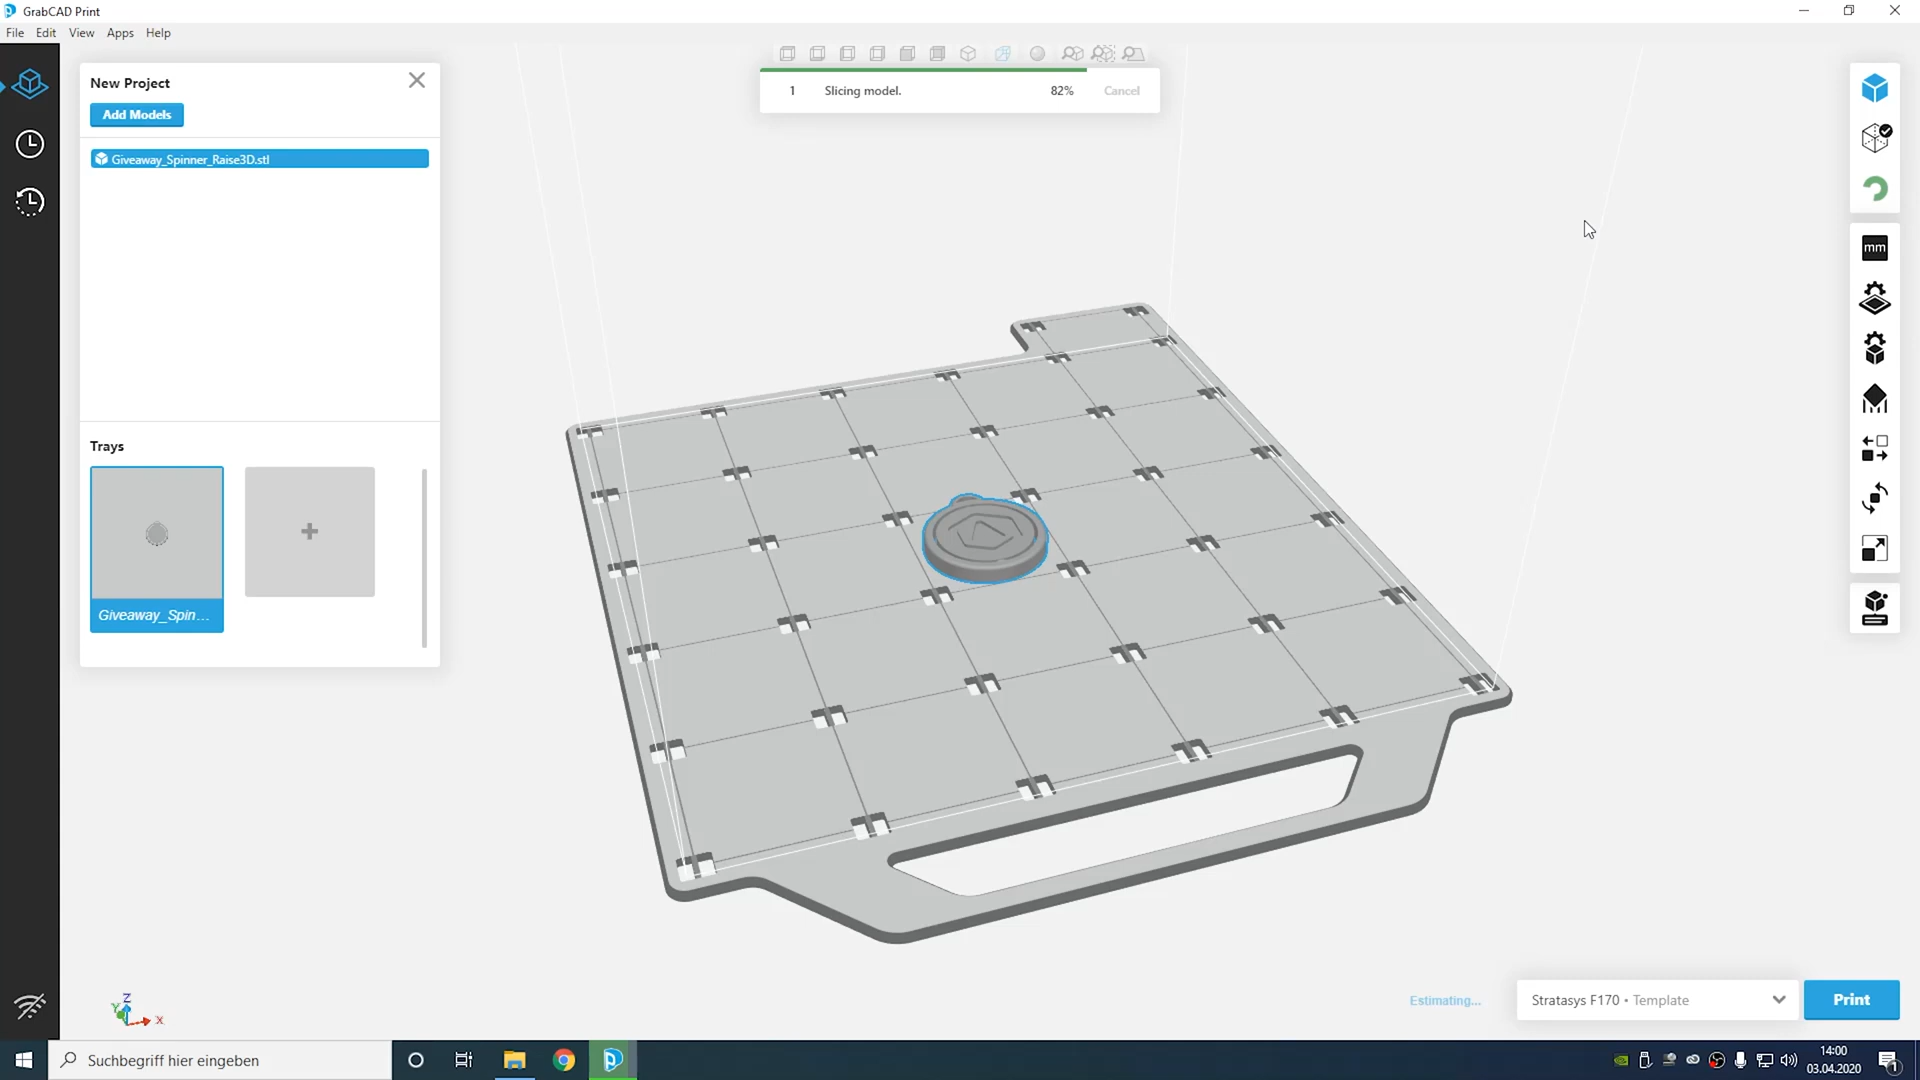 GrabCAD Print
File Edit View Apps Help
New Project
Add Models
Giveaway_Spinner_Raise3D.stl
1 Slicing model. 82% Cancel
mm
Trays
+
Giveaway_Spin...
Z
Y
X
Estimating...
Stratasys F170 • Template
Print
Suchbegriff hier eingeben
14:00
03.04.2020
1